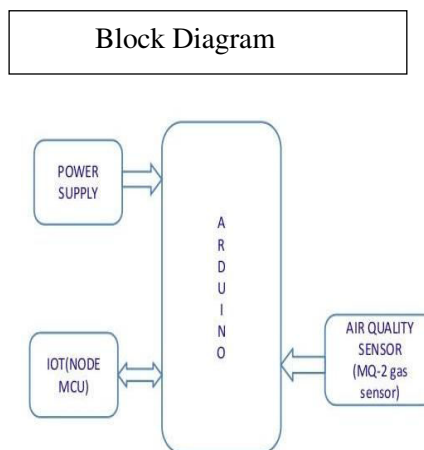 Block Diagram
POWER
SUPPLY
A
R
D
U
I
N
O
IOT(NODE
MCU)
AIR QUALITY
SENSOR
(MQ-2 gas
sensor)